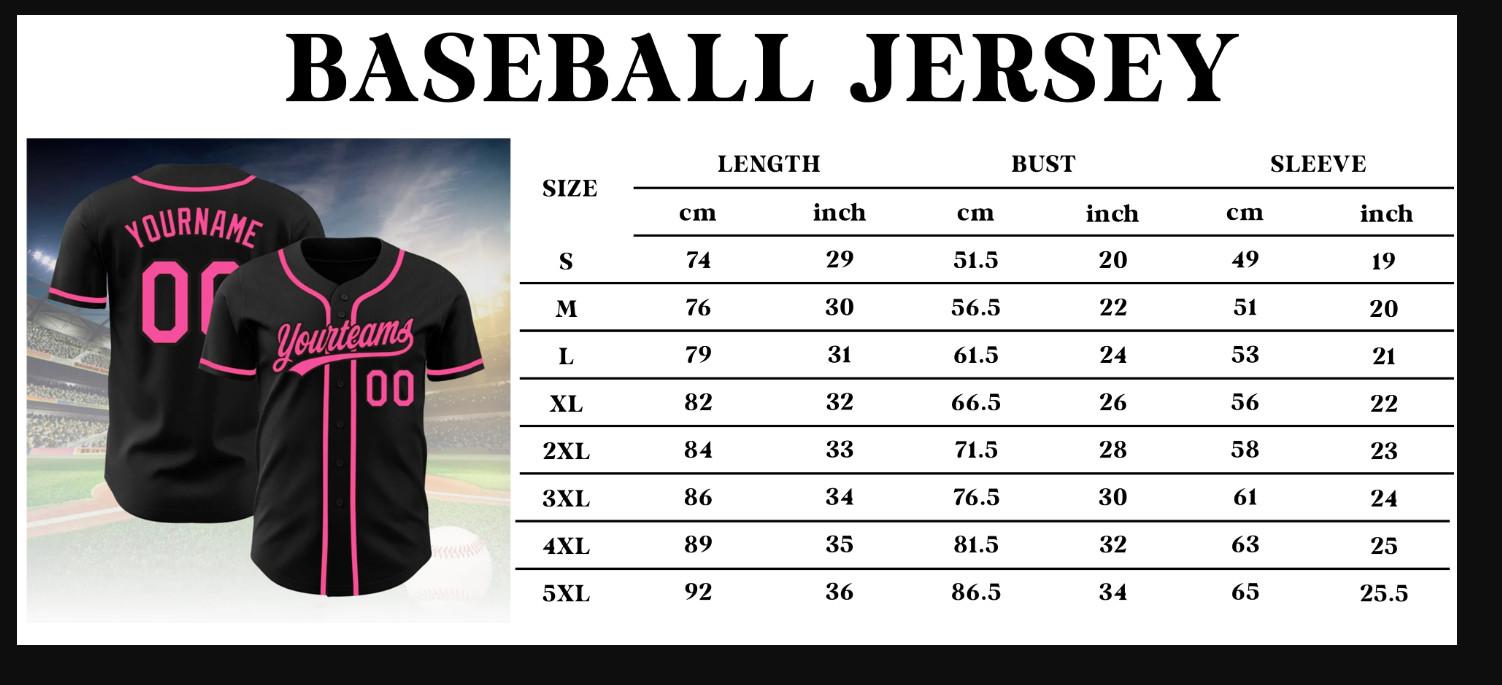 BASEBALL JERSEY
YOURNAME
00
Yourteams
00
SIZE LENGTH BUST SLEEVE
cm inch cm inch cm inch
S 74 29 51.5 20 49 19
M 76 30 56.5 22 51 20
L 79 31 61.5 24 53 21
XL 82 32 66.5 26 56 22
2XL 84 33 71.5 28 58 23
3XL 86 34 76.5 30 61 24
4XL 89 35 81.5 32 63 25
5XL 92 36 86.5 34 65 25.5